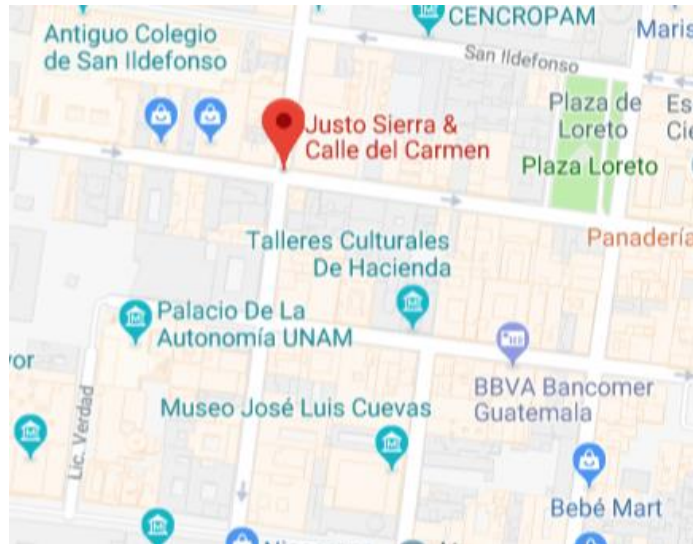 CENCROPAM
Antiguo Colegio
de San Ildefonso
Maris
San Ildefonso
Plaza de
Loreto
Es
Cie
Justo Sierra &
Calle del Carmen
Plaza Loreto
Talleres Culturales
De Hacienda
Panadería
Palacio De La
Autonomía UNAM
or
BBVA Bancomer
Guatemala
Lic. Verdad
Museo José Luis Cuevas
Bebé Mart